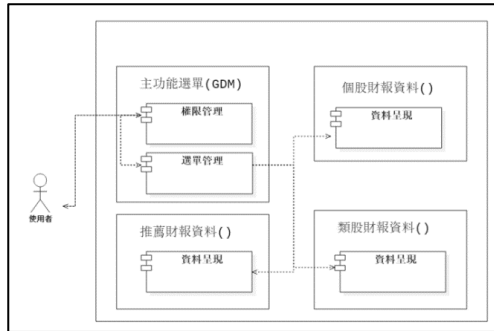 主功能選單(GDM)
權限管理
選單管理
個股財報資料()
資料呈現
使用者
推薦財報資料()
資料呈現
類股財報資料()
資料呈現